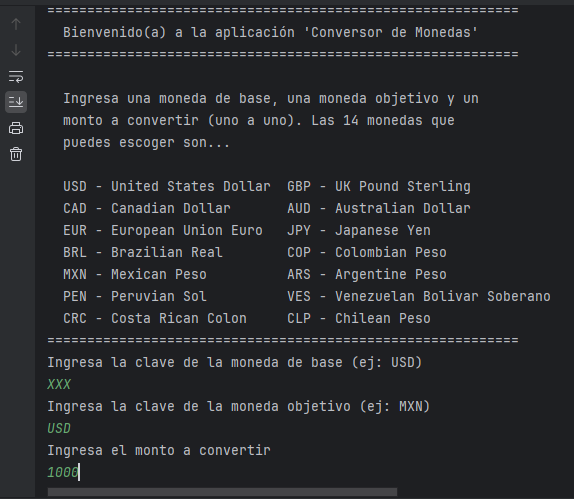 ===========================================================
Bienvenido(a) a la aplicación 'Conversor de Monedas'
===========================================================
Ingresa una moneda de base, una moneda objetivo y un
monto a convertir (uno a uno). Las 14 monedas que
puedes escoger son...
USD - United States Dollar  GBP - UK Pound Sterling
CAD - Canadian Dollar       AUD - Australian Dollar
EUR - European Union Euro   JPY - Japanese Yen
BRL - Brazilian Real        COP - Colombian Peso
MXN - Mexican Peso          ARS - Argentine Peso
PEN - Peruvian Sol          VES - Venezuelan Bolivar Soberano
CRC - Costa Rican Colon     CLP - Chilean Peso
===========================================================
Ingresa la clave de la moneda de base (ej: USD)
XXX
Ingresa la clave de la moneda objetivo (ej: MXN)
USD
Ingresa el monto a convertir
1000